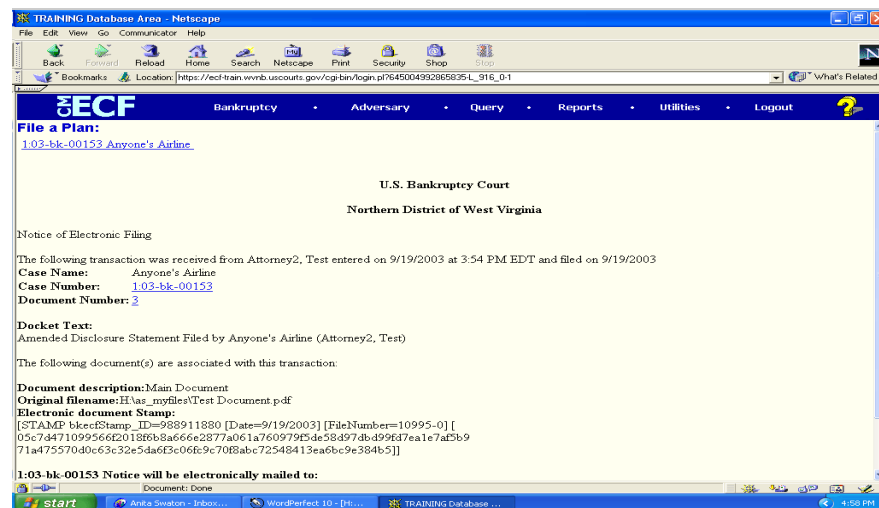 TRAINING Database Area - Netscape
File Edit View Go Communicator Help
Back Forward Reload Home Search Netscape Print Security Shop Stop
Bookmarks Location: https://ecf-train.wvnb.uscourts.gov/cgi-bin/login.pl?645004992865835-L_916_0-1 What's Related
CM ECF Bankruptcy • Adversary • Query • Reports • Utilities • Logout ?
File a Plan:
1:03-bk-00153 Anyone's Airline
U.S. Bankruptcy Court
Northern District of West Virginia
Notice of Electronic Filing
The following transaction was received from Attorney2, Test entered on 9/19/2003 at 3:54 PM EDT and filed on 9/19/2003
Case Name: Anyone's Airline
Case Number: 1:03-bk-00153
Document Number: 3
Docket Text:
Amended Disclosure Statement Filed by Anyone's Airline (Attorney2, Test)
The following document(s) are associated with this transaction:
Document description:Main Document
Original filename:H:\as_myfiles\Test Document.pdf
Electronic document Stamp:
[STAMP bkecfStamp_ID=988911880 [Date=9/19/2003] [FileNumber=10995-0] [
05c7d471099566f2018f6b8a666e2877a061a760979f5de58d97dbd99fd7ea1e7af5b9
71a475570d0c63c32e5da6f3c06fc9c70f8abc72548413ea6bc9e384b5]]
1:03-bk-00153 Notice will be electronically mailed to:
Document: Done
start Anita Swaton - Inbox... WordPerfect 10 - [H:... TRAINING Database ... 4:58 PM